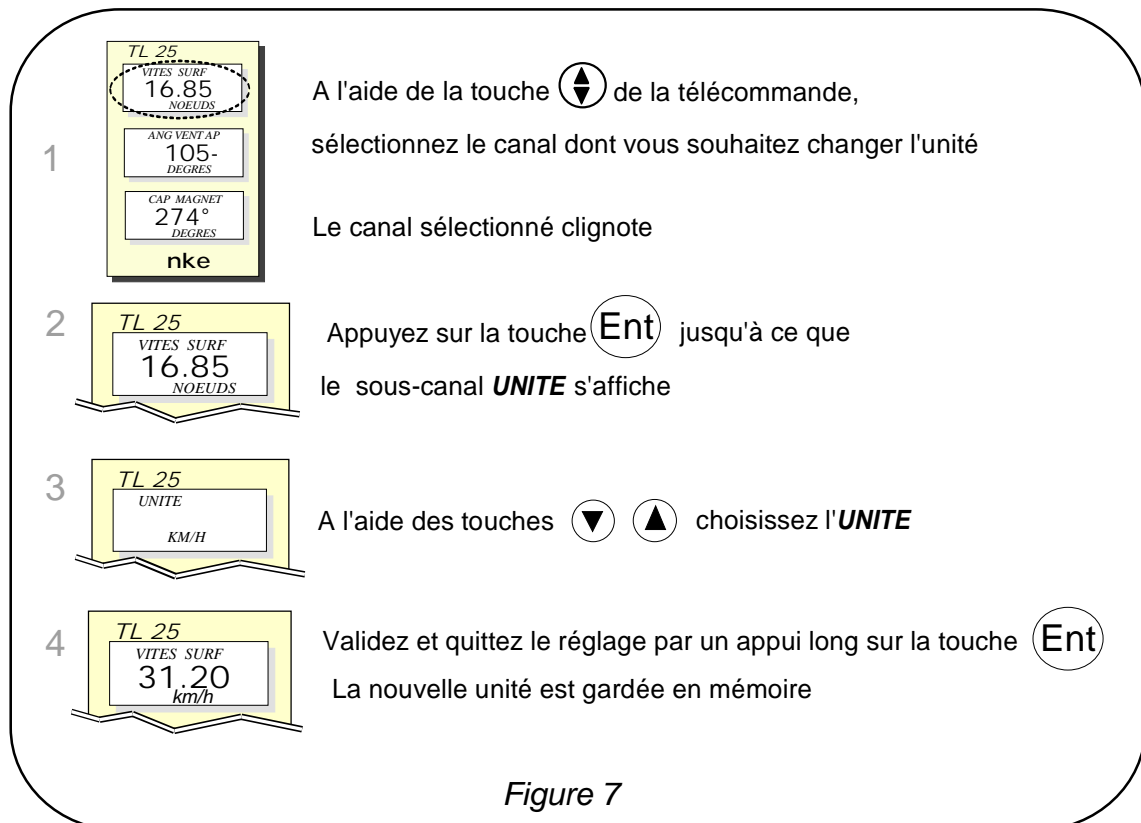 TL 25
VITES SURF
16.85
NOEUDS
ANG VENT AP
105-
DEGRES
CAP MAGNET
274°
DEGRES
nke
1
A l'aide de la touche de la télécommande,
sélectionnez le canal dont vous souhaitez changer l'unité
Le canal sélectionné clignote
2
TL 25
VITES SURF
16.85
NOEUDS
Appuyez sur la touche Ent jusqu'à ce que
le sous-canal UNITE s'affiche
3
TL 25
UNITE
KM/H
A l'aide des touches ▼ ▲ choisissez l'UNITE
4
TL 25
VITES SURF
31.20
km/h
Validez et quittez le réglage par un appui long sur la touche Ent
La nouvelle unité est gardée en mémoire
Figure 7